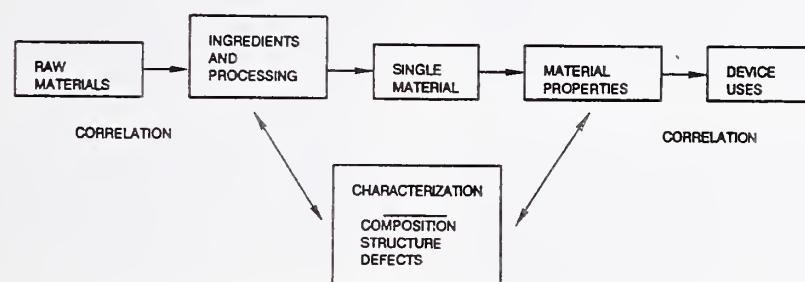 RAW
MATERIALS
INGREDIENTS
AND
PROCESSING
SINGLE
MATERIAL
MATERIAL
PROPERTIES
DEVICE
USES
CORRELATION
CORRELATION
CHARACTERIZATION
COMPOSITION
STRUCTURE
DEFECTS